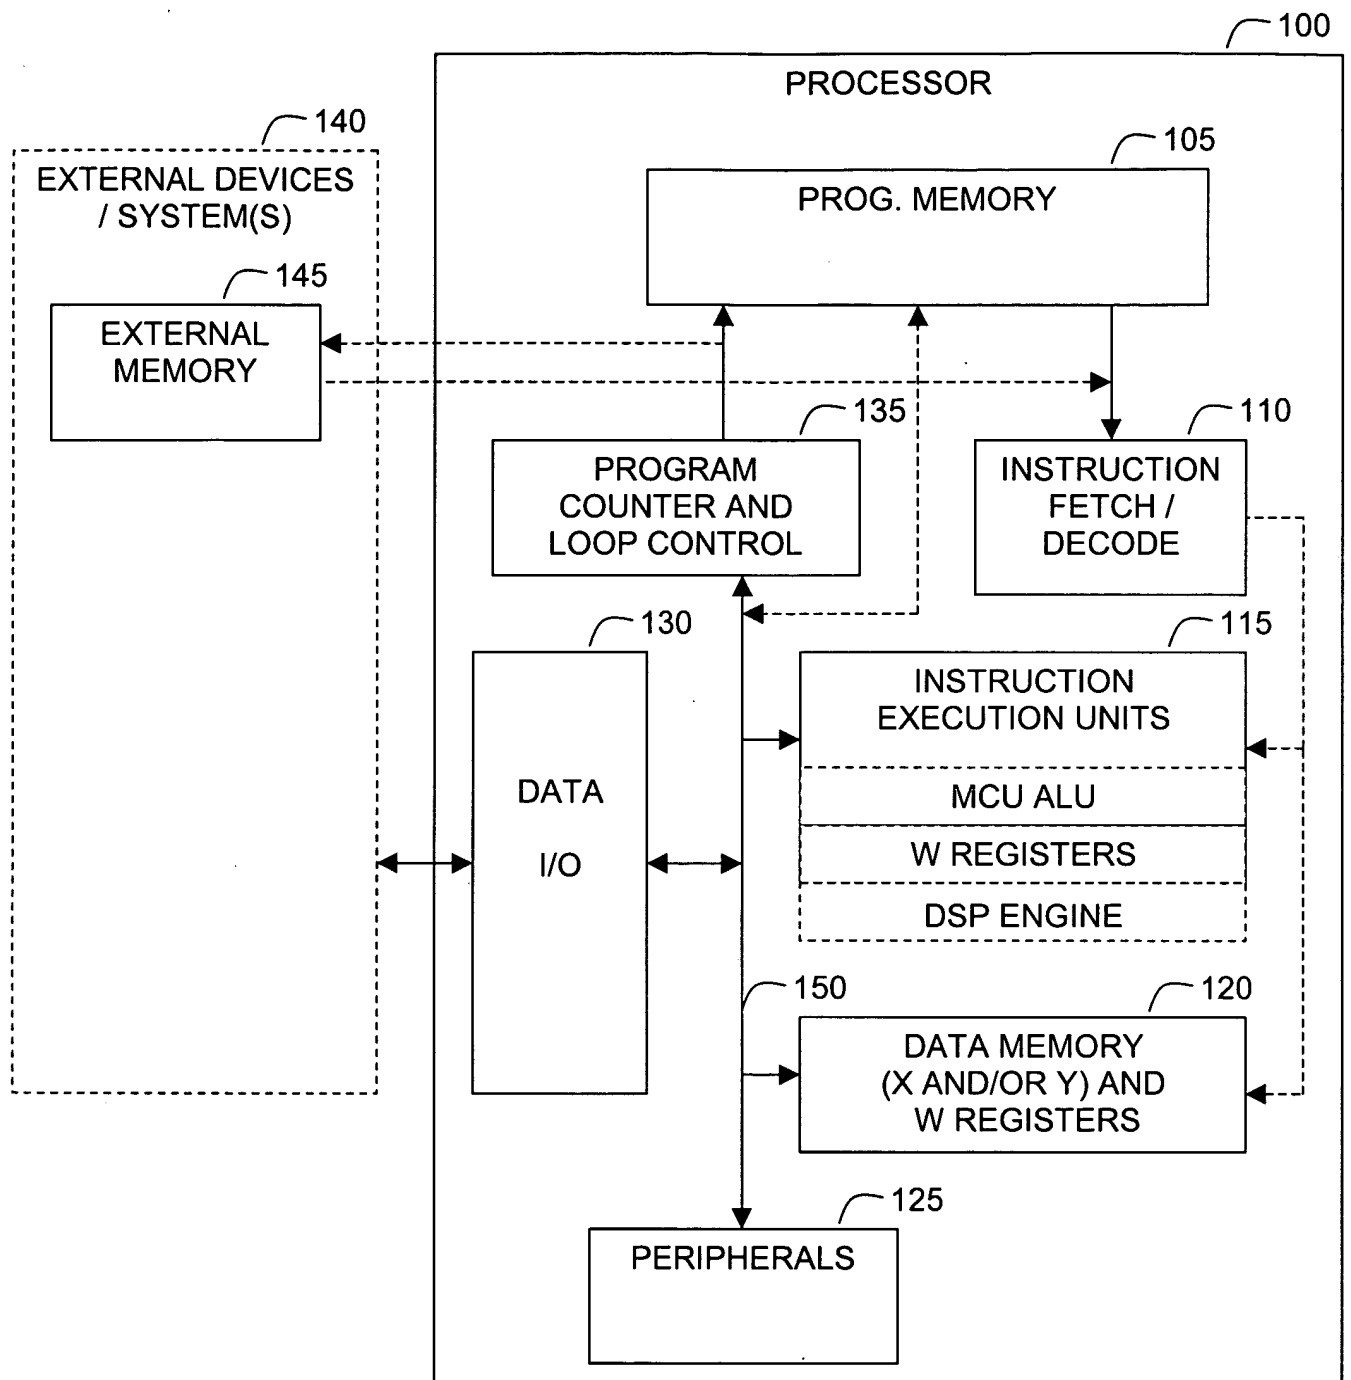 100
PROCESSOR
140
EXTERNAL DEVICES
/ SYSTEM(S)
105
PROG. MEMORY
145
EXTERNAL
MEMORY
135
PROGRAM
COUNTER AND
LOOP CONTROL
110
INSTRUCTION
FETCH /
DECODE
130
DATA
I/O
115
INSTRUCTION
EXECUTION UNITS
MCU ALU
W REGISTERS
DSP ENGINE
150
120
DATA MEMORY
(X AND/OR Y) AND
W REGISTERS
125
PERIPHERALS